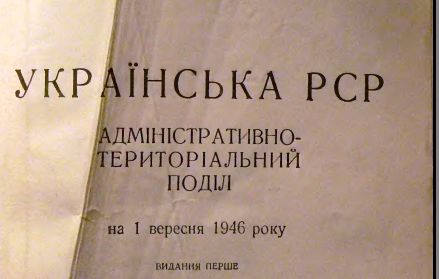 УКРАЇНСЬКА РСР
АДМІНІСТРАТИВНО-
ТЕРИТОРІАЛЬНИЙ
ПОДІЛ
на 1 вересня 1946 року
ВИДАННЯ ПЕРШЕ